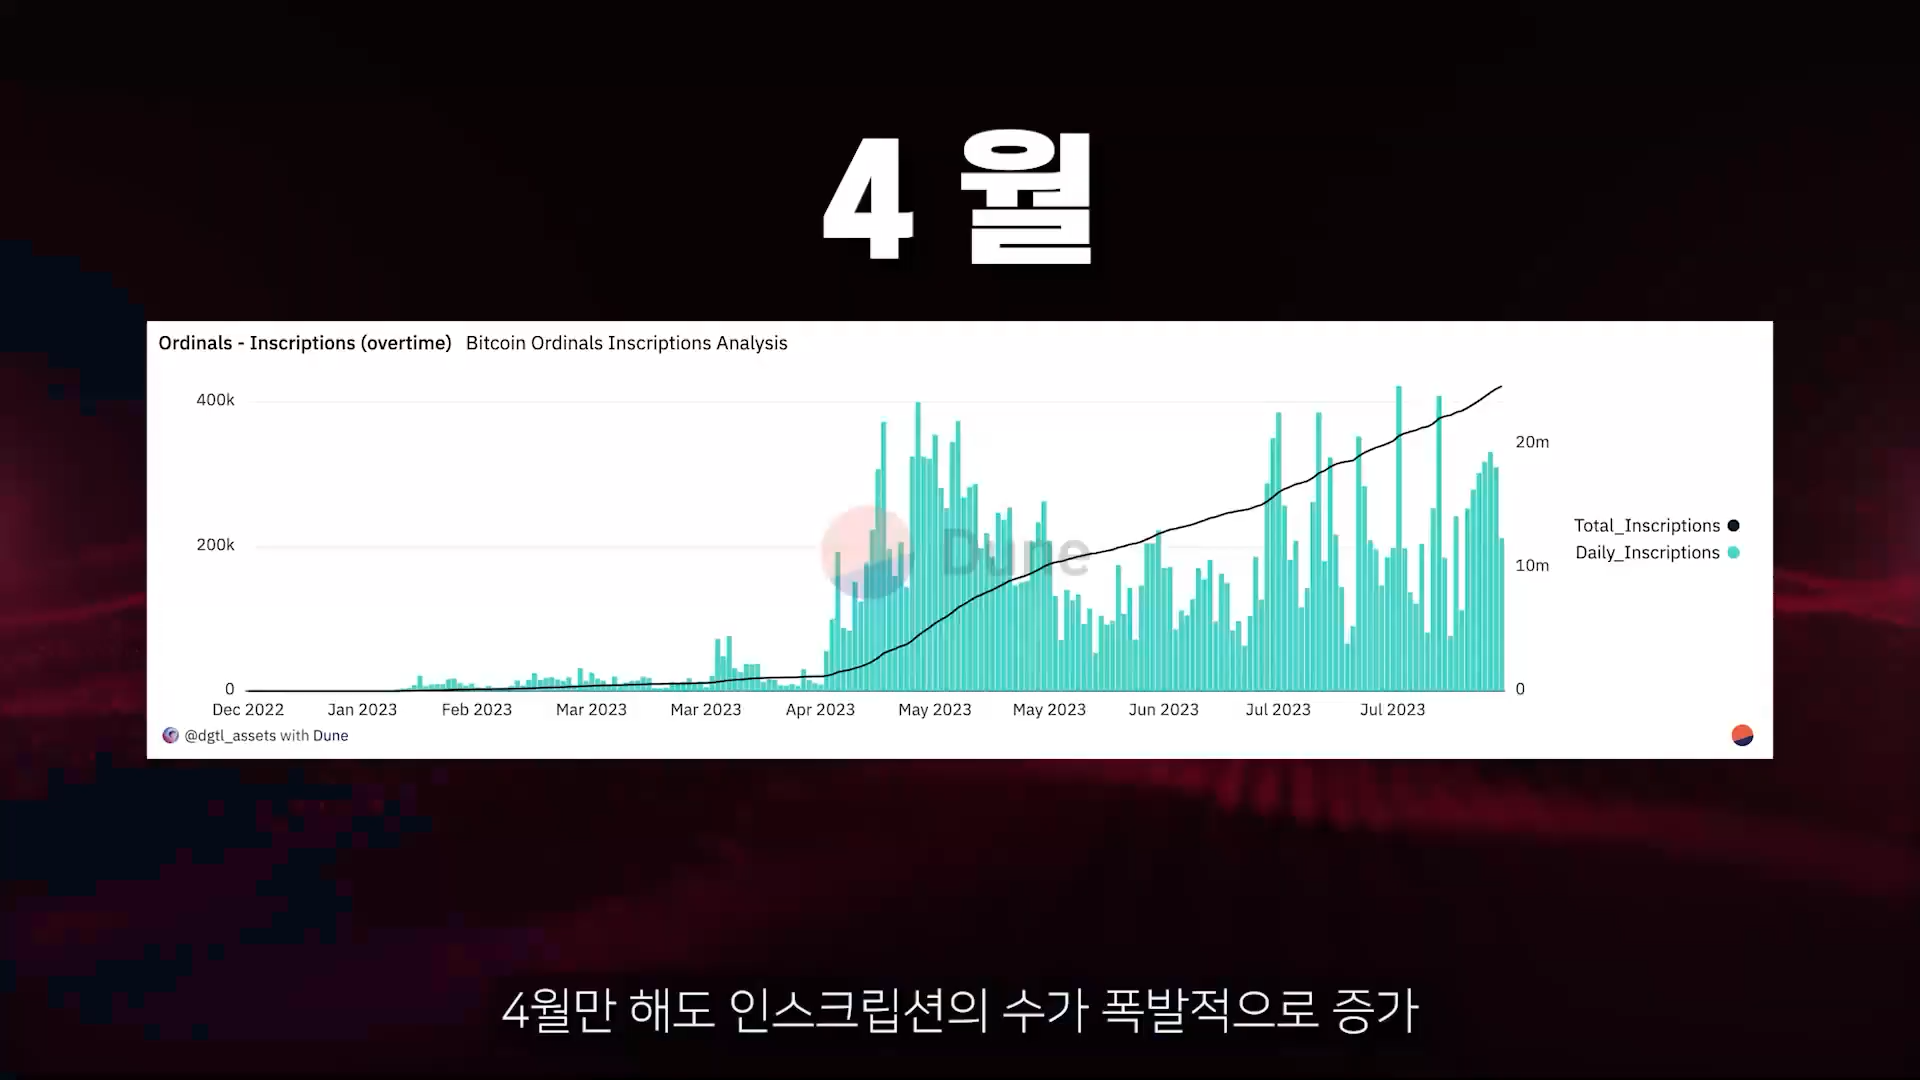 4월
Ordinals - Inscriptions (overtime) Bitcoin Ordinals Inscriptions Analysis
400k
200k
0
20m
10m
0
Total_Inscriptions
Daily_Inscriptions
Dune
Dec 2022 Jan 2023 Feb 2023 Mar 2023 Mar 2023 Apr 2023 May 2023 May 2023 Jun 2023 Jul 2023 Jul 2023
@dgtl_assets with Dune
4월만 해도 인스크립션의 수가 폭발적으로 증가